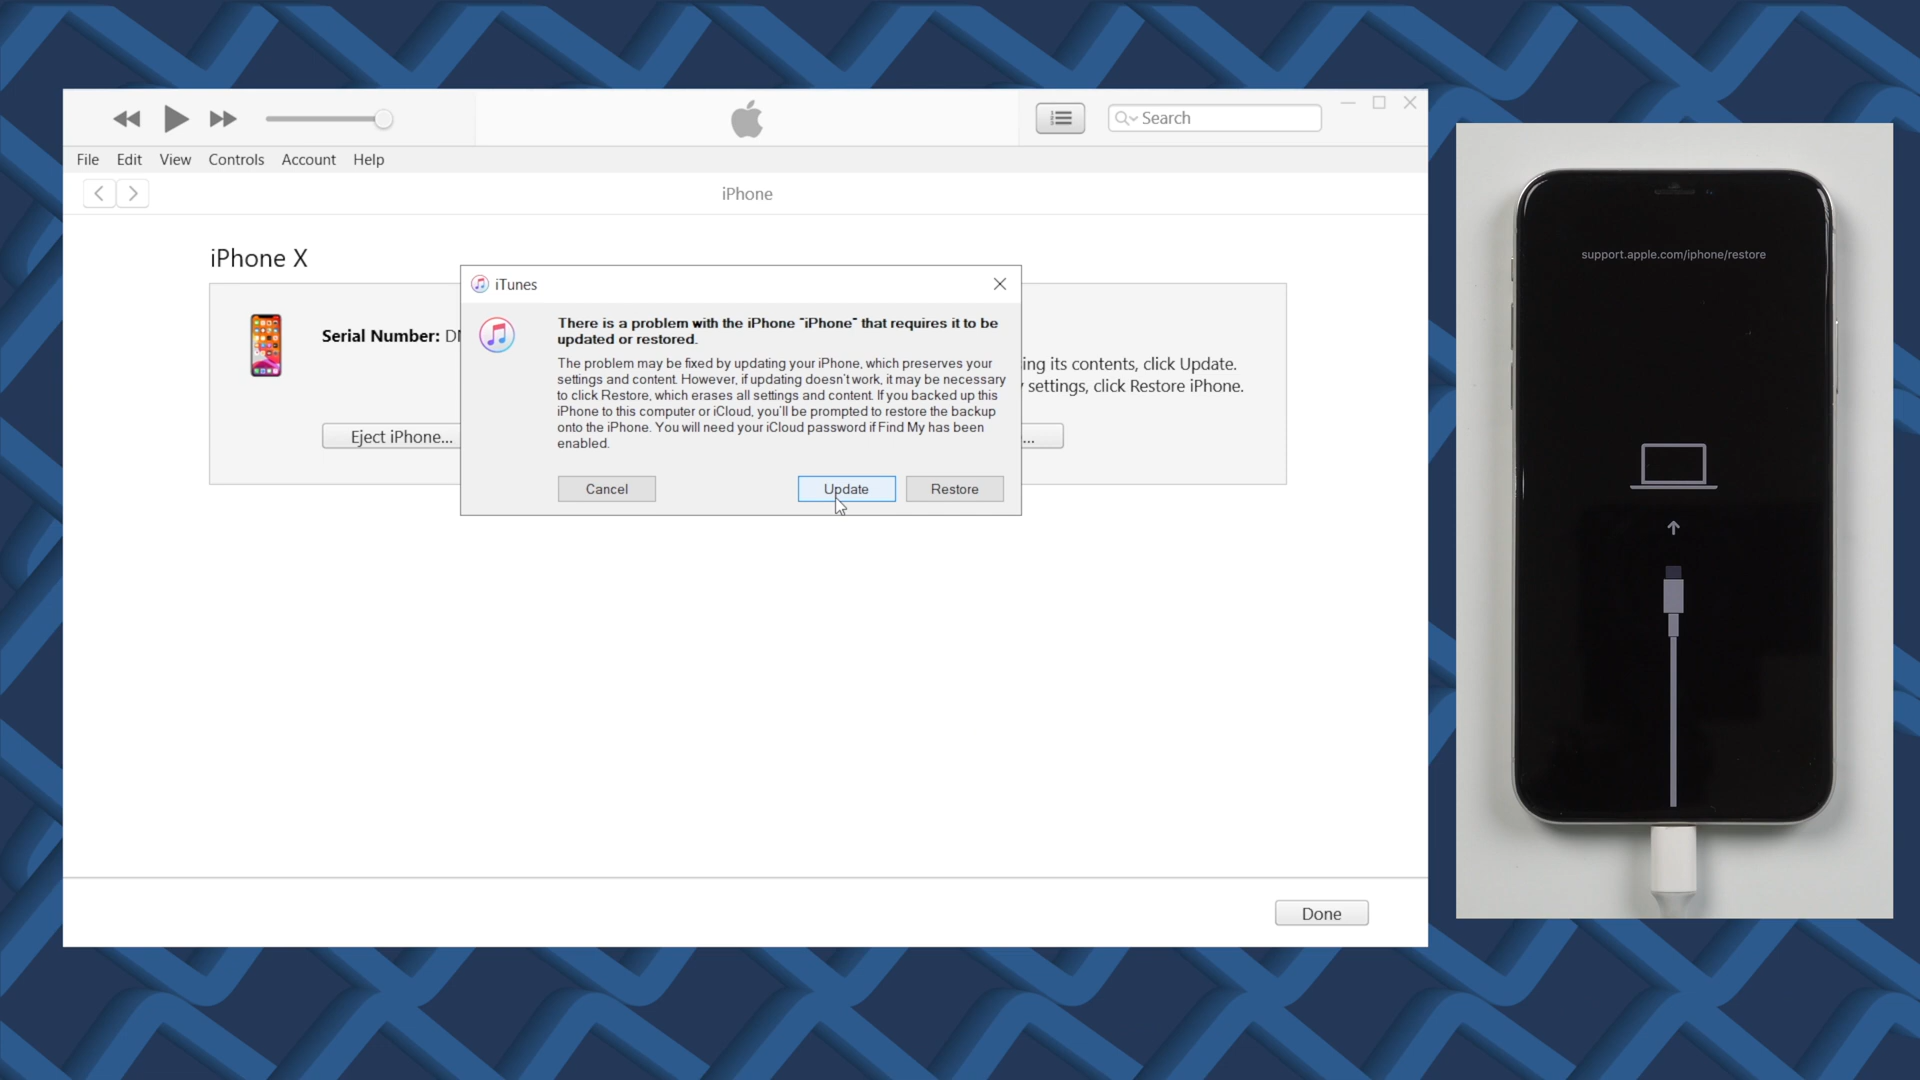 Search
File Edit View Controls Account Help
iPhone
iPhone X
Serial Number:
iTunes
There is a problem with the iPhone "iPhone" that requires it to be
updated or restored.
The problem may be fixed by updating your iPhone, which preserves your
settings and content. However, if updating doesn't work, it may be necessary
to click Restore, which erases all settings and content. If you backed up this
iPhone to this computer or iCloud, you'll be prompted to restore the backup
onto the iPhone. You will need your iCloud password if Find My has been
enabled.
Cancel Update Restore
ing its contents, click Update.
settings, click Restore iPhone.
Eject iPhone...
...
Done
support.apple.com/iphone/restore